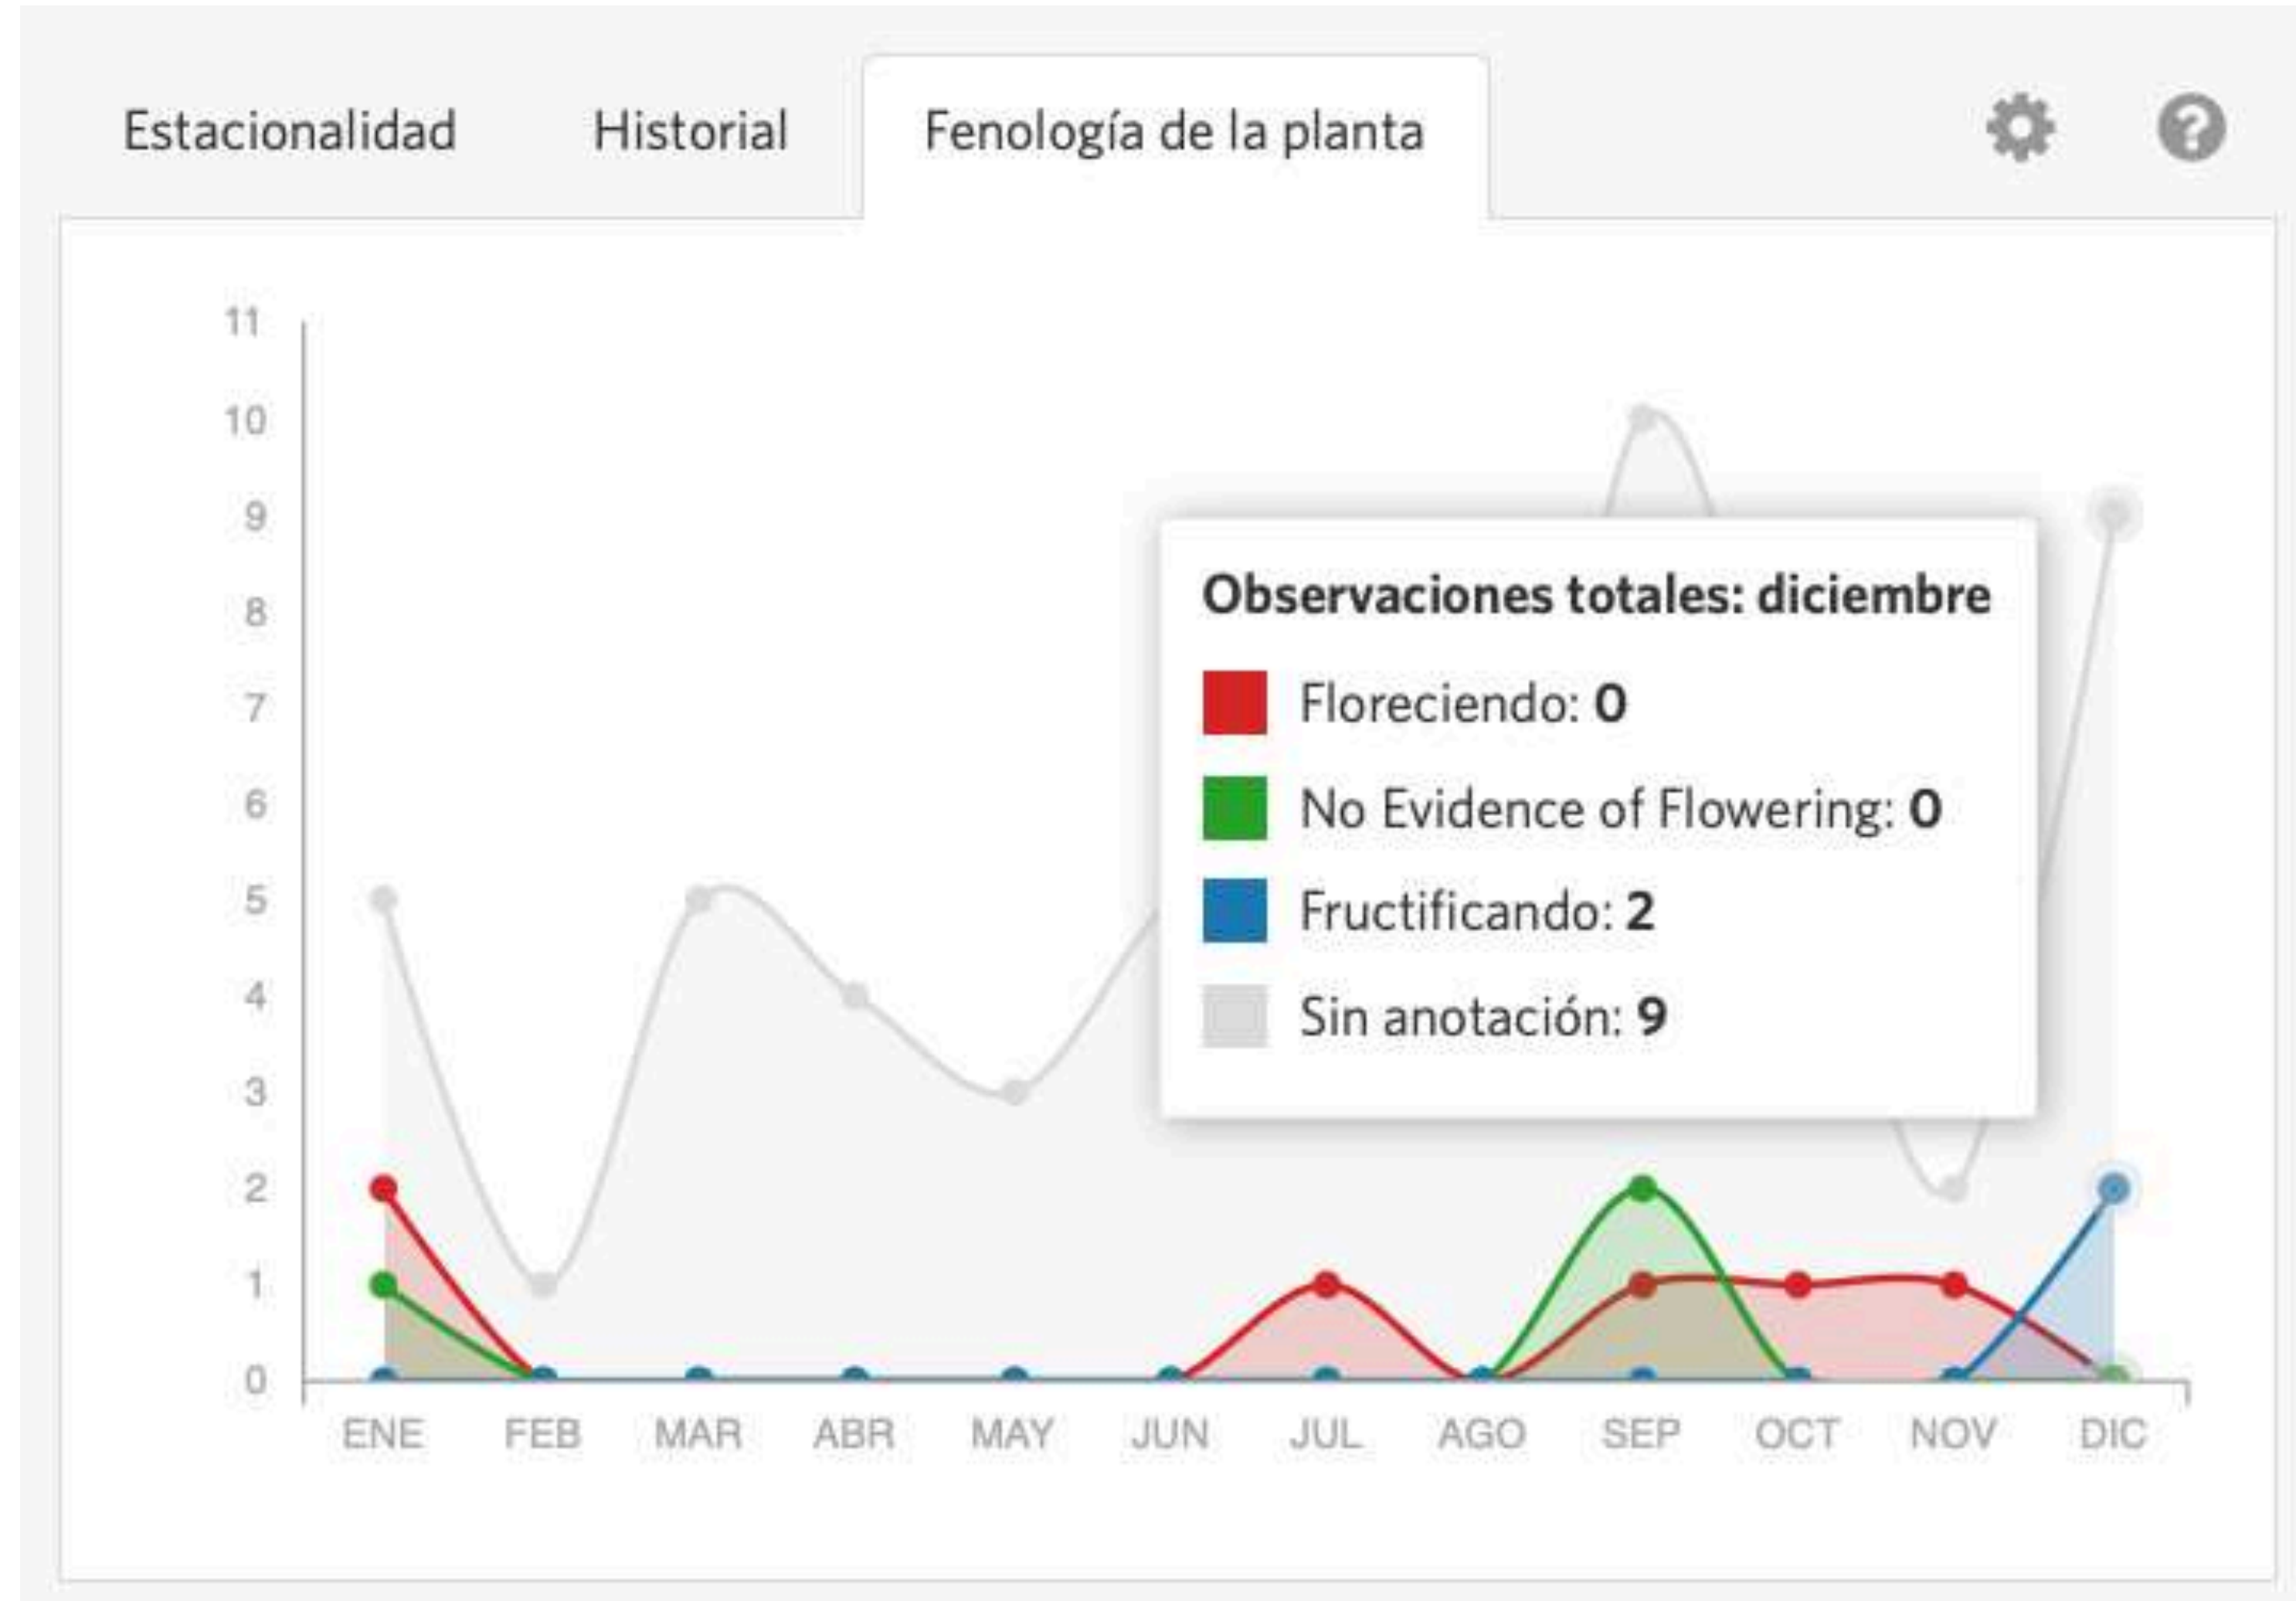 Estacionalidad Historial Fenología de la planta
11
10
9
8
7
6
5
4
3
2
1
0
Observaciones totales: diciembre
Floreciendo: 0
No Evidence of Flowering: 0
Fructificando: 2
Sin anotación: 9
ENE FEB MAR ABR MAY JUN JUL AGO SEP OCT NOV DIC